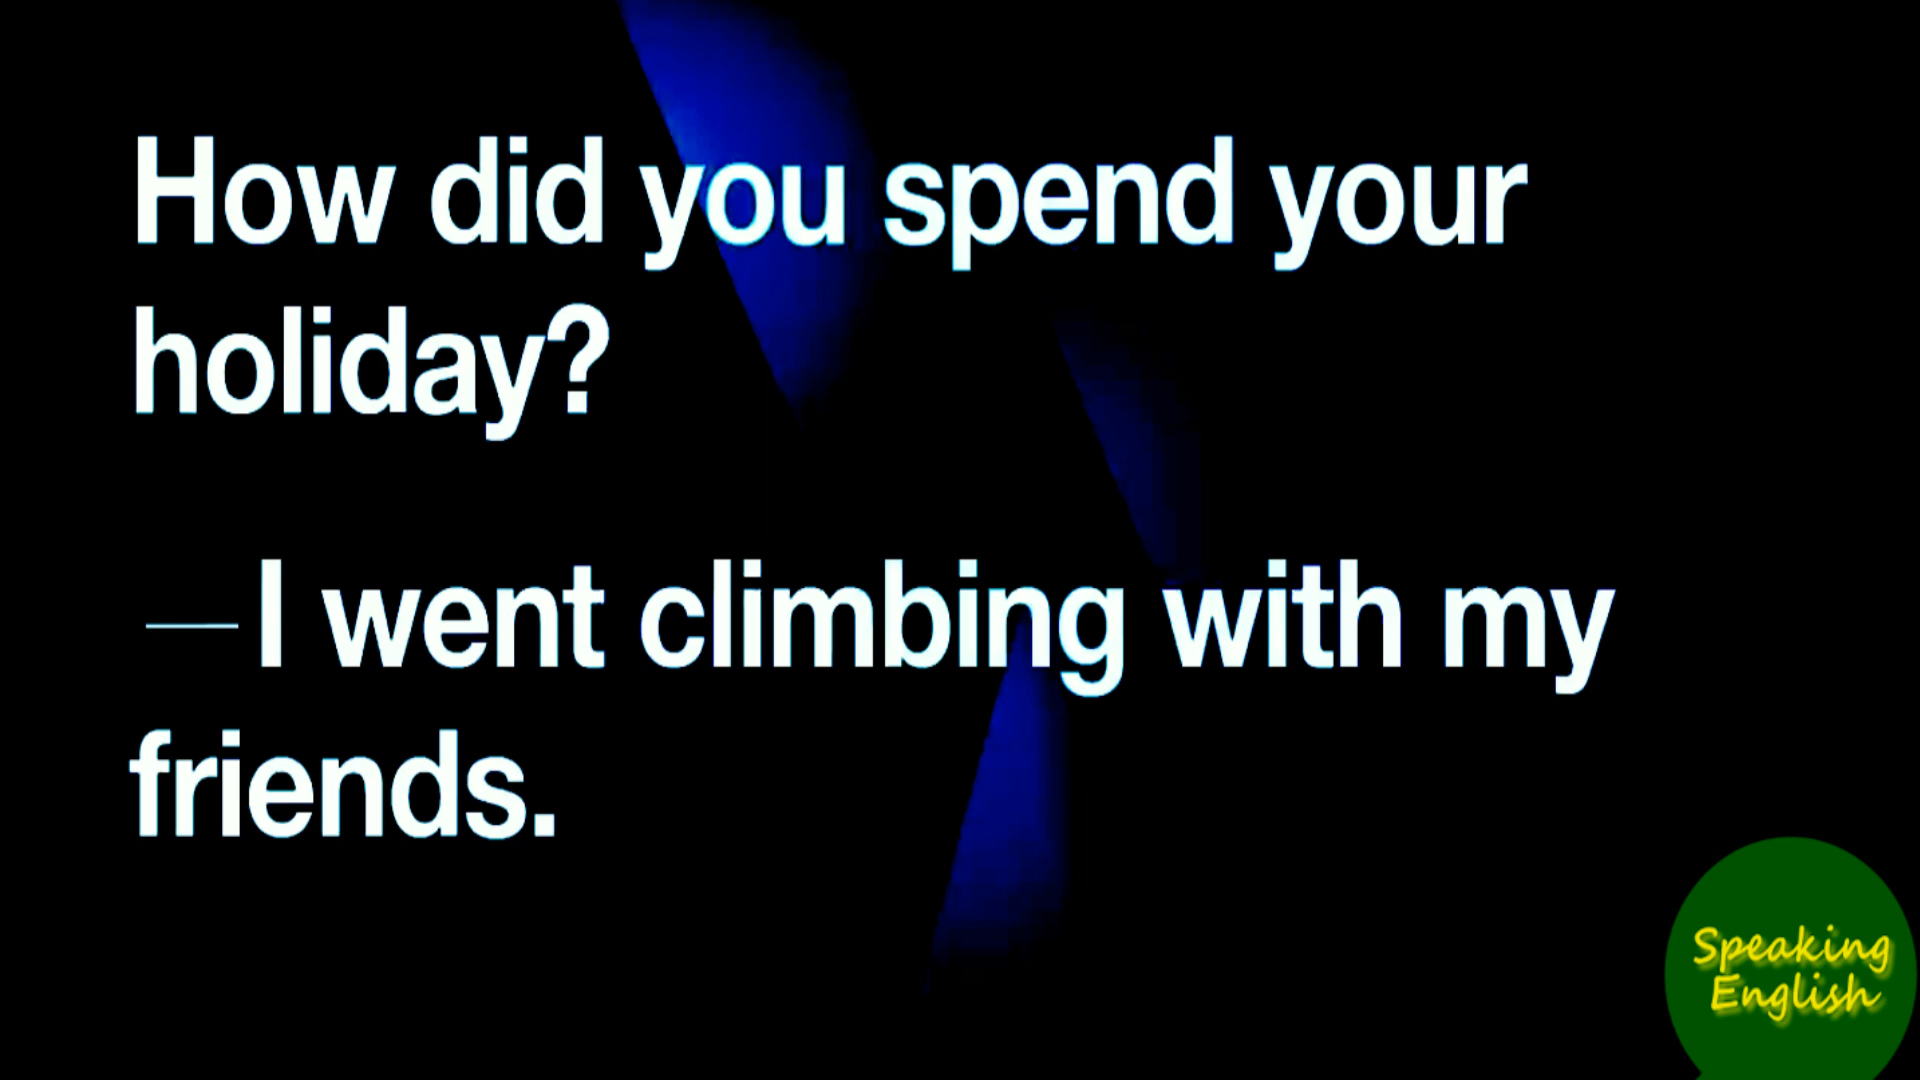 How did you spend your
holiday?
—I went climbing with my
friends.
Speaking
English